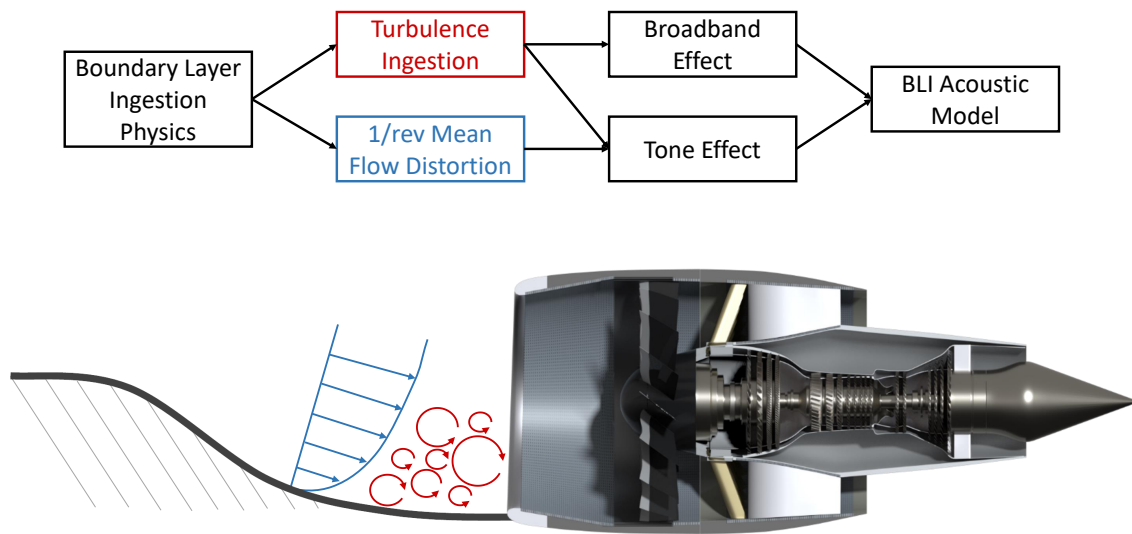 Boundary Layer
Ingestion
Physics
Turbulence
Ingestion
1/rev Mean
Flow Distortion
Broadband
Effect
Tone Effect
BLI Acoustic
Model